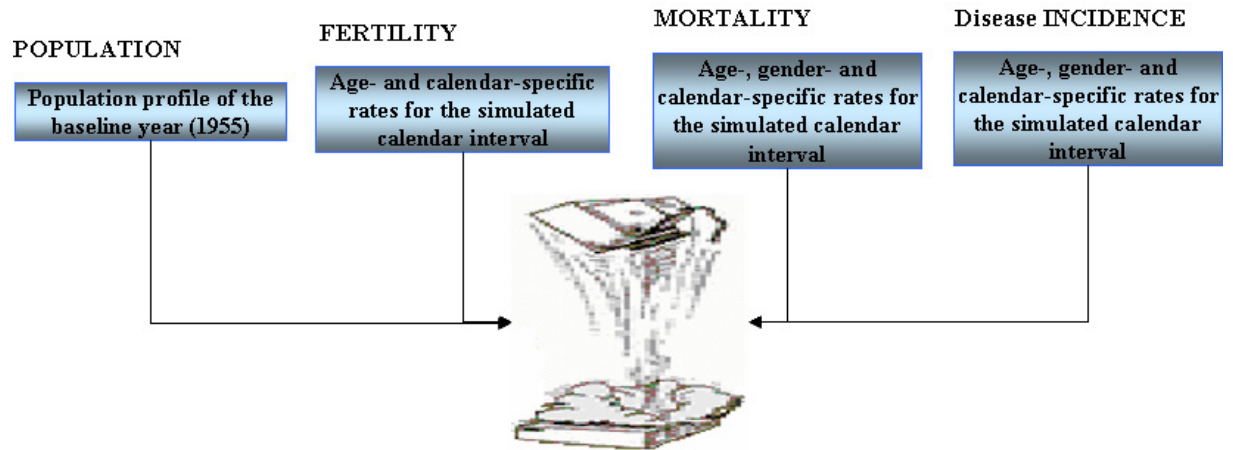 POPULATION
Population profile of the
baseline year (1955)
FERTILITY
Age- and calendar-specific
rates for the simulated
calendar interval
MORTALITY
Age-, gender- and
calendar-specific rates for
the simulated calendar
interval
Disease INCIDENCE
Age-, gender- and
calendar-specific rates for
the simulated calendar
interval